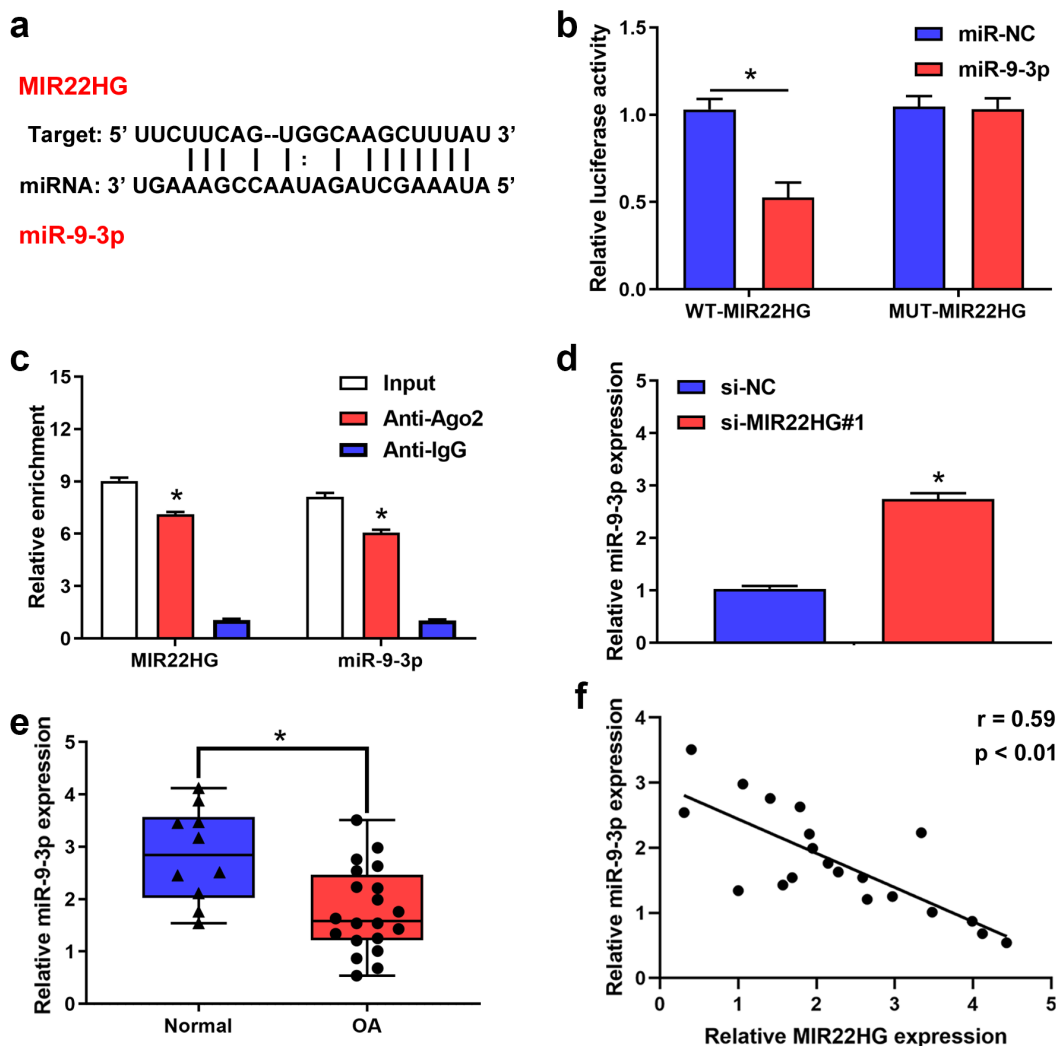 a
MIR22HG
Target: 5’ UUCUUCAG--UGGCAAGCUUUAU 3’
miRNA: 3’ UGAAAGCCAAUAGAUCGAAAUA 5’
miR-9-3p
b
Relative luciferase activity
1.5
1.0
0.5
0.0
miR-NC
miR-9-3p
*
WT-MIR22HG
MUT-MIR22HG
c
Relative enrichment
15
12
9
6
3
0
Input
Anti-Ago2
Anti-IgG
*
*
MIR22HG
miR-9-3p
d
Relative miR-9-3p expression
5
4
3
2
1
0
si-NC
si-MIR22HG#1
*
e
Relative miR-9-3p expression
5
4
3
2
1
0
*
Normal
OA
f
Relative miR-9-3p expression
4
3
2
1
0
r = 0.59
p < 0.01
0 1 2 3 4 5
Relative MIR22HG expression